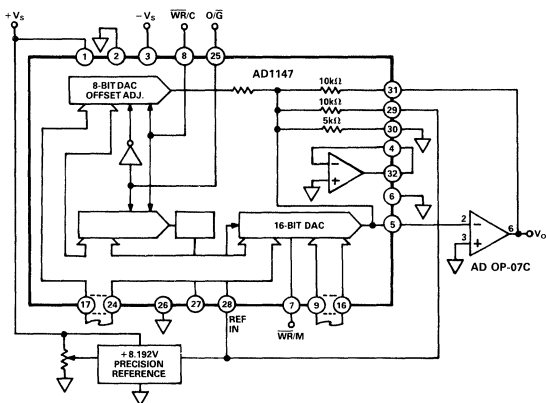 +VS
–VS
WR/C
O/G
1
2
3
8
25
AD1147
8-BIT DAC
OFFSET ADJ.
10kΩ
31
10kΩ
29
5kΩ
30
4
32
6
5
16-BIT DAC
2
3
6
VO
AD OP-07C
17
24
26
27
28
7
9
16
REF
IN
WR/M
+8.192V
PRECISION
REFERENCE